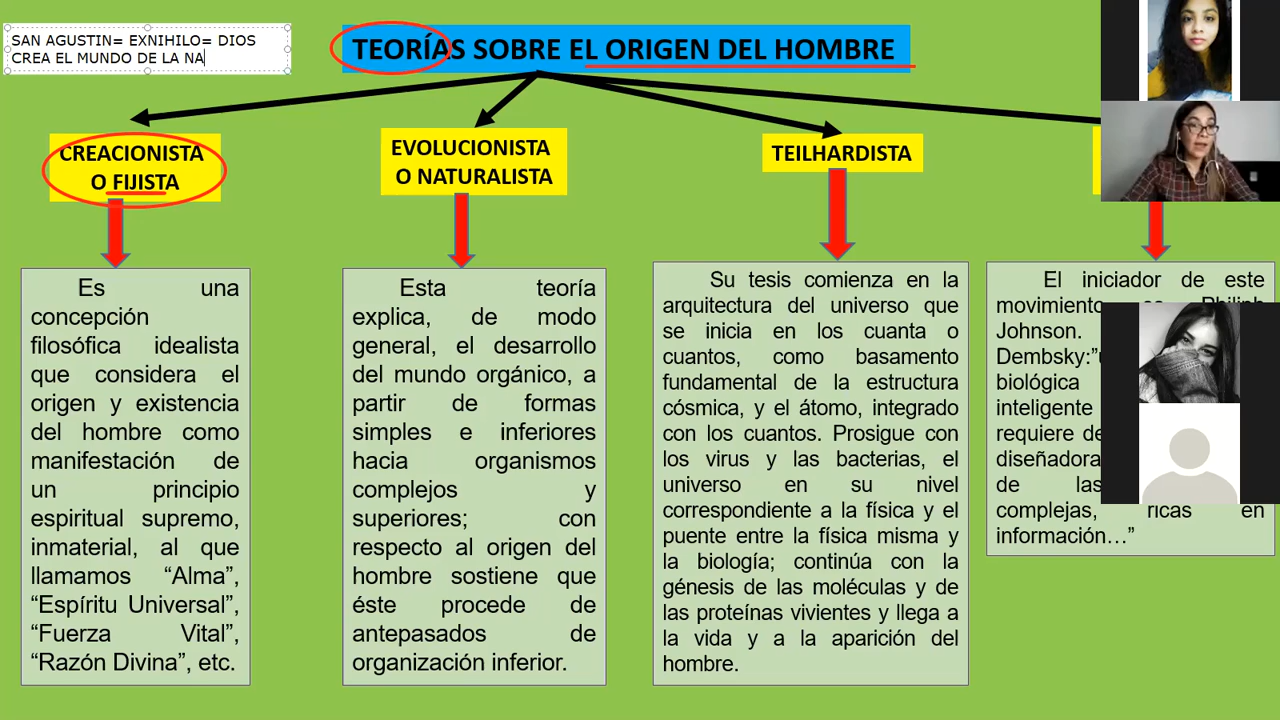 SAN AGUSTIN= EXNIHILO= DIOS
CREA EL MUNDO DE LA NA
TEORÍAS SOBRE EL ORIGEN DEL HOMBRE
CREACIONISTA
O FIJISTA
Es una
concepción
filosófica idealista
que considera el
origen y existencia
del hombre como
manifestación de
un principio
espiritual supremo,
inmaterial, al que
llamamos “Alma”,
“Espíritu Universal”,
“Fuerza Vital”,
“Razón Divina”, etc.
EVOLUCIONISTA
O NATURALISTA
Esta teoría
explica, de modo
general, el desarrollo
del mundo orgánico, a
partir de formas
simples e inferiores
hacia organismos
complejos y
superiores; con
respecto al origen del
hombre sostiene que
éste procede de
antepasados de
organización inferior.
TEILHARDISTA
Su tesis comienza en la
arquitectura del universo que
se inicia en los cuanta o
cuantos, como basamento
fundamental de la estructura
cósmica, y el átomo, integrado
con los cuantos. Prosigue con
los virus y las bacterias, el
universo en su nivel
correspondiente a la física y el
puente entre la física misma y
la biología; continúa con la
génesis de las moléculas y de
las proteínas vivientes y llega a
la vida y a la aparición del
hombre.
El iniciador de este
movimiento
Johnson.
Dembsky:”
biológica
inteligente
requiere
diseñadora
de las
complejas, ricas en
información…”